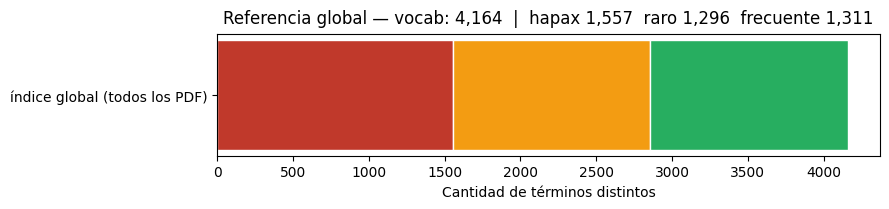 Referencia global — vocab: 4,164 | hapax 1,557 raro 1,296 frecuente 1,311
índice global (todos los PDF)
0 500 1000 1500 2000 2500 3000 3500 4000
Cantidad de términos distintos